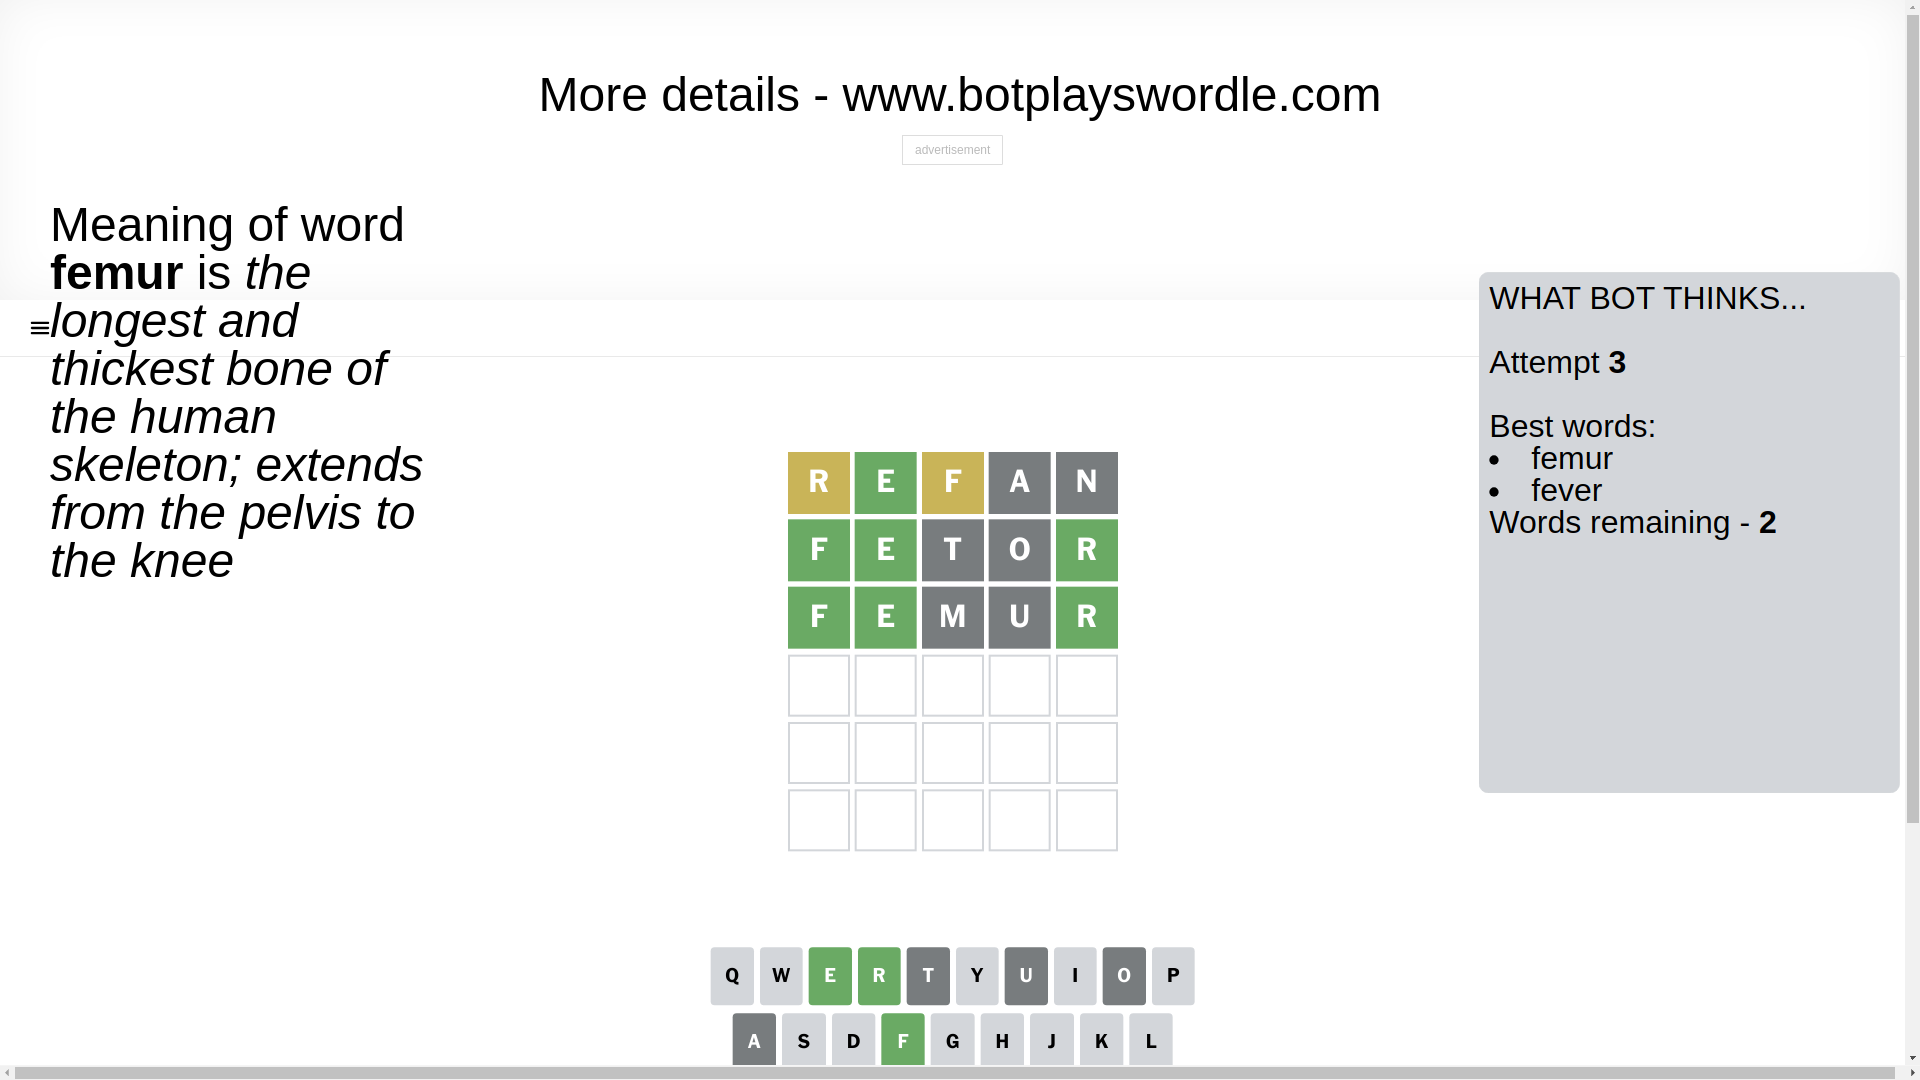 More details - www.botplayswordle.com
advertisement
Meaning of word
femur is the
longest and
thickest bone of
the human
skeleton; extends
from the pelvis to
the knee
WHAT BOT THINKS...
Attempt 3
Best words:
• femur
• fever
Words remaining - 2
R E F A N
F E T O R
F E M U R
Q W E R T Y U I O P
A S D F G H J K L